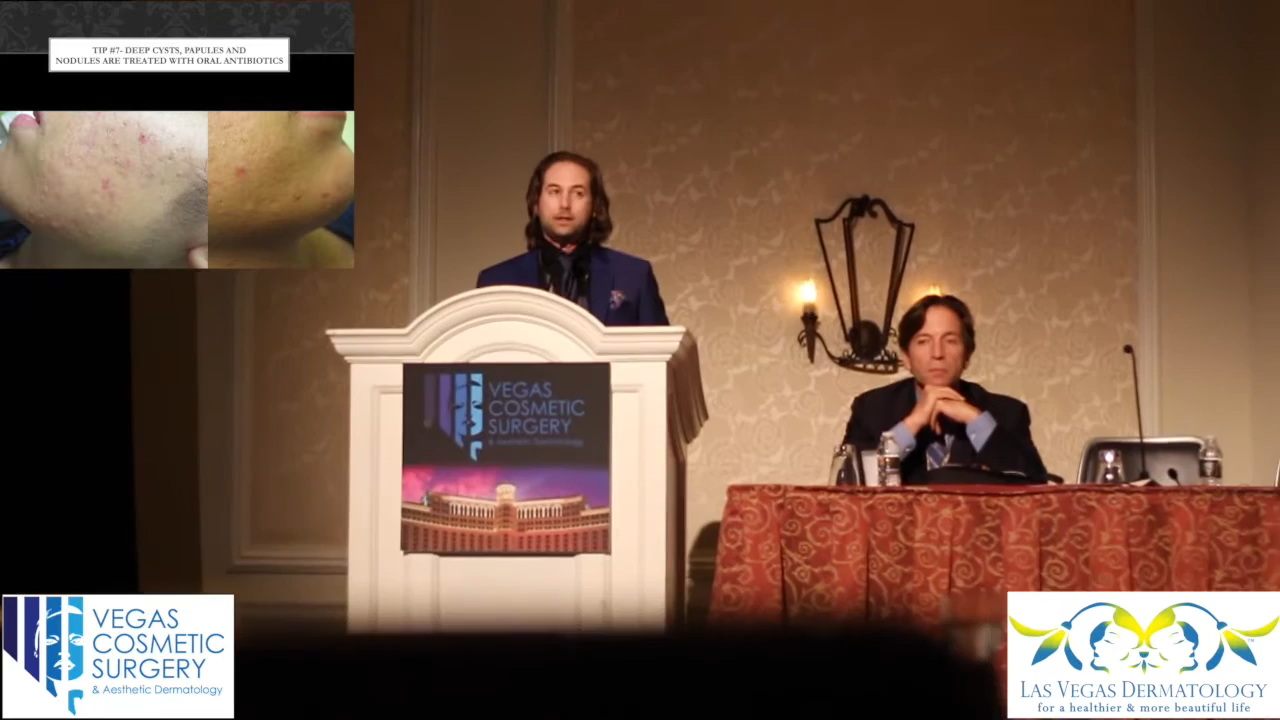 TIP #7- DEEP CYSTS, PAPULES AND
NODULES ARE TREATED WITH ORAL ANTIBIOTICS
VEGAS
COSMETIC
SURGERY
& Aesthetic Dermatology
VEGAS
COSMETIC
SURGERY
& Aesthetic Dermatology
LAS VEGAS DERMATOLOGY
for a healthier & more beautiful life